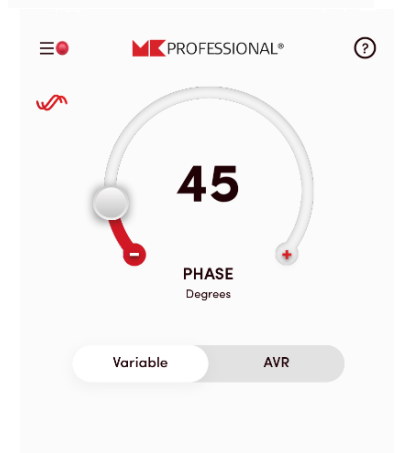 MK PROFESSIONAL®
?
45
- +
PHASE
Degrees
Variable AVR